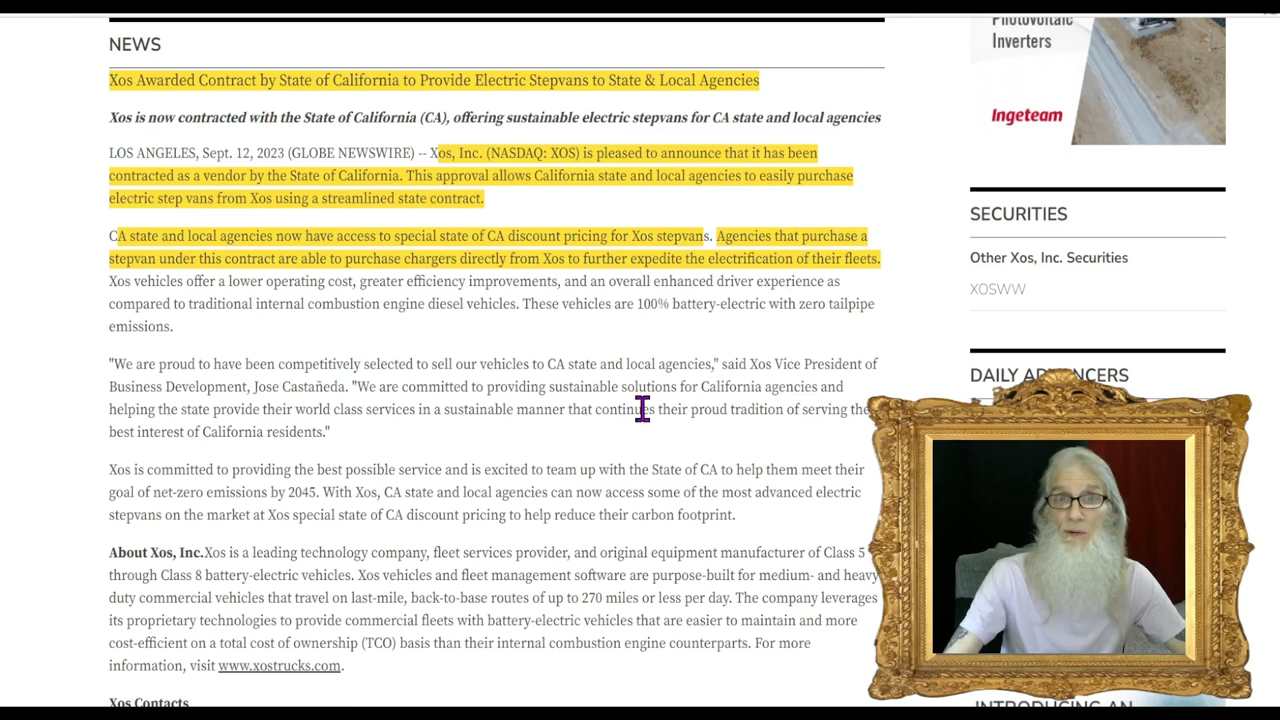 NEWS
Xos Awarded Contract by State of California to Provide Electric Stepvans to State & Local Agencies
Xos is now contracted with the State of California (CA), offering sustainable electric stepvans for CA state and local agencies
LOS ANGELES, Sept. 12, 2023 (GLOBE NEWSWIRE) -- Xos, Inc. (NASDAQ: XOS) is pleased to announce that it has been
contracted as a vendor by the State of California. This approval allows California state and local agencies to easily purchase
electric step vans from Xos using a streamlined state contract.
CA state and local agencies now have access to special state of CA discount pricing for Xos stepvans. Agencies that purchase a
stepvan under this contract are able to purchase chargers directly from Xos to further expedite the electrification of their fleets.
Xos vehicles offer a lower operating cost, greater efficiency improvements, and an overall enhanced driver experience as
compared to traditional internal combustion engine diesel vehicles. These vehicles are 100% battery-electric with zero tailpipe
emissions.
"We are proud to have been competitively selected to sell our vehicles to CA state and local agencies," said Xos Vice President of
Business Development, Jose Castañeda. "We are committed to providing sustainable solutions for California agencies and
helping the state provide their world class services in a sustainable manner that continues their proud tradition of serving the
best interest of California residents."
Xos is committed to providing the best possible service and is excited to team up with the State of CA to help them meet their
goal of net-zero emissions by 2045. With Xos, CA state and local agencies can now access some of the most advanced electric
stepvans on the market at Xos special state of CA discount pricing to help reduce their carbon footprint.
About Xos, Inc.Xos is a leading technology company, fleet services provider, and original equipment manufacturer of Class 5
through Class 8 battery-electric vehicles. Xos vehicles and fleet management software are purpose-built for medium- and heavy
duty commercial vehicles that travel on last-mile, back-to-base routes of up to 270 miles or less per day. The company leverages
its proprietary technologies to provide commercial fleets with battery-electric vehicles that are easier to maintain and more
cost-efficient on a total cost of ownership (TCO) basis than their internal combustion engine counterparts. For more
information, visit www.xostrucks.com.
Xos Contacts
Photovoltaic
Inverters
Ingeteam
SECURITIES
Other Xos, Inc. Securities
XOSWW
DAILY ADVANCERS
INTRODUCING AN